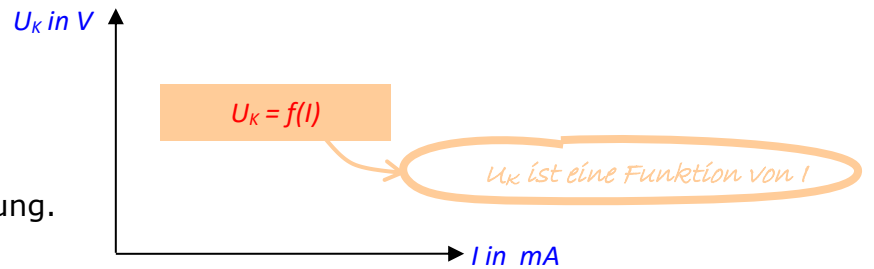 U_K in V
U_K = f(I)
U_K ist eine Funktion von I
ung.
I in mA